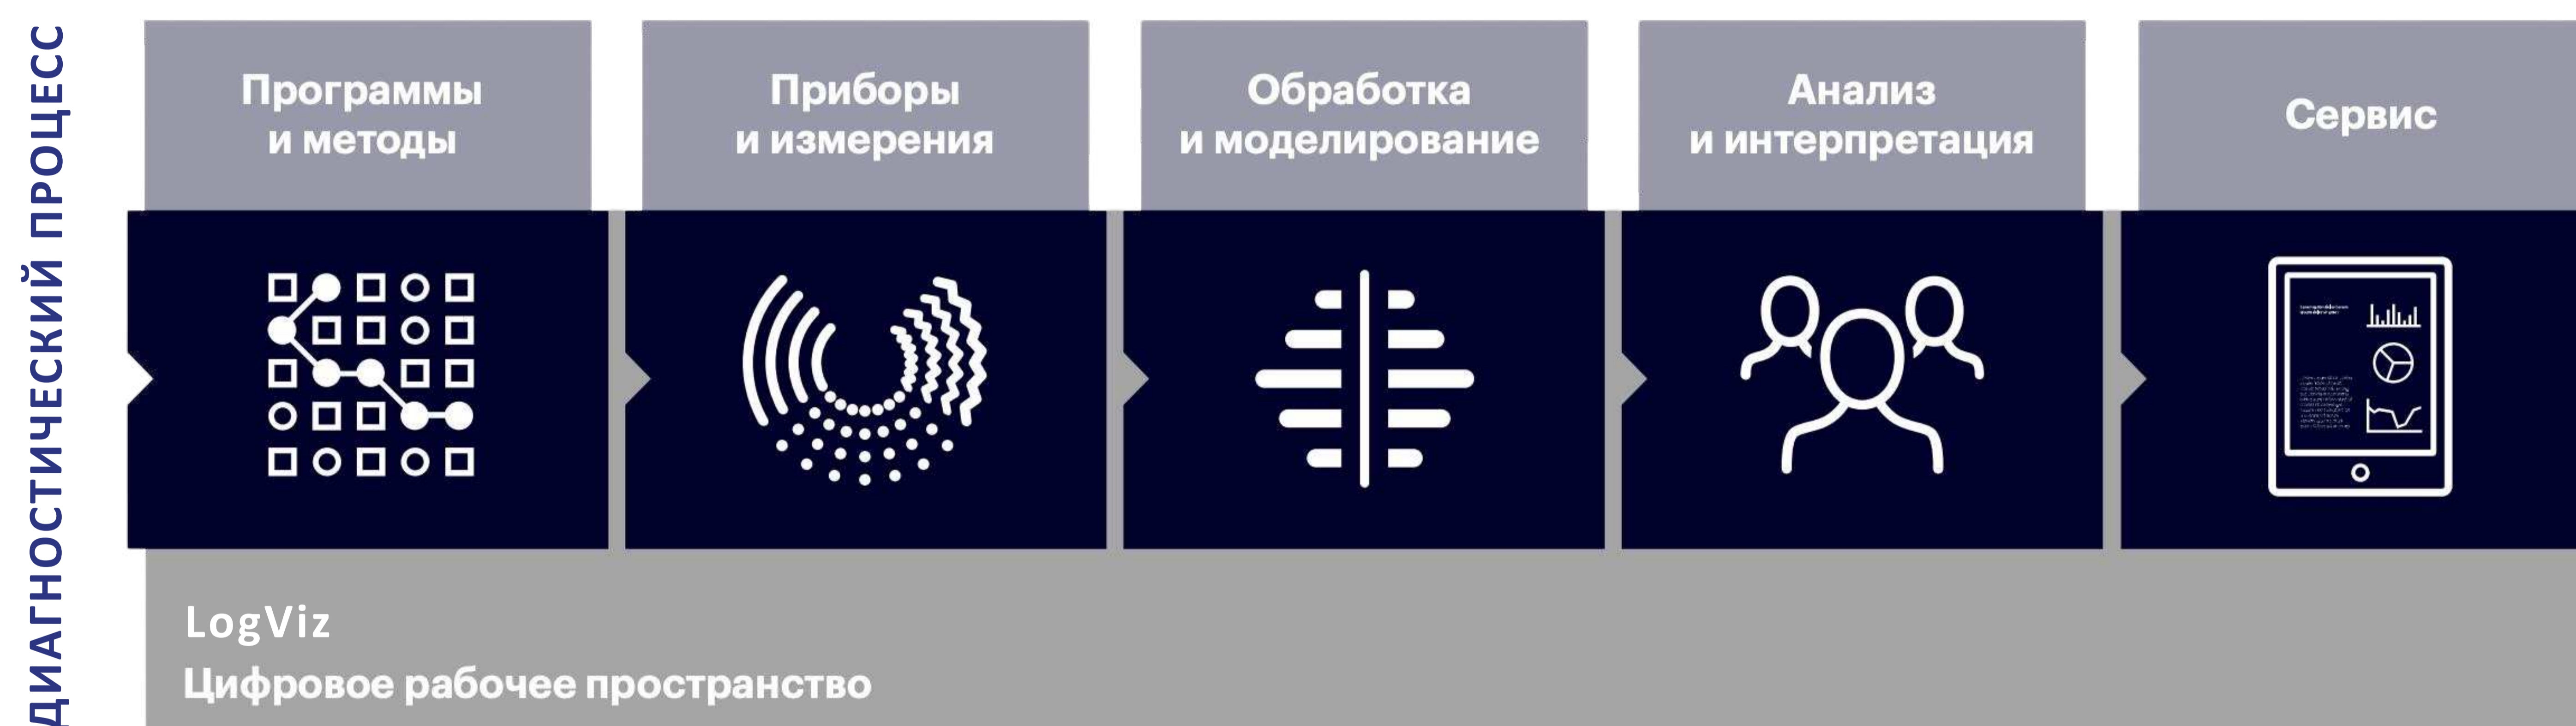 ДИАГНОСТИЧЕСКИЙ ПРОЦЕСС
Программы
и методы
Приборы
и измерения
Обработка
и моделирование
Анализ
и интерпретация
Сервис
LogViz
Цифровое рабочее пространство